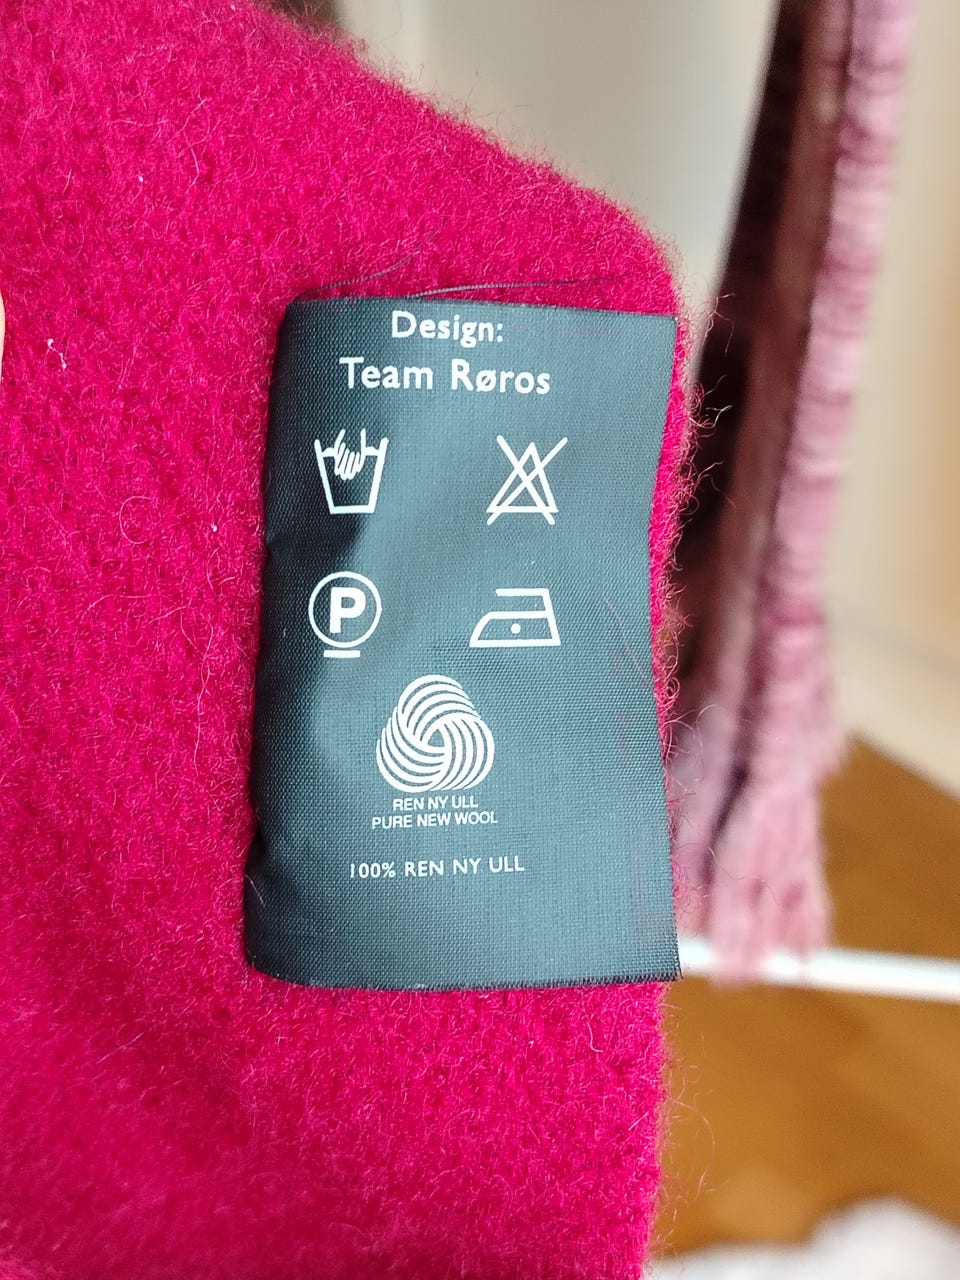 Design:
Team Røros
P
REN NY ULL
PURE NEW WOOL
100% REN NY ULL